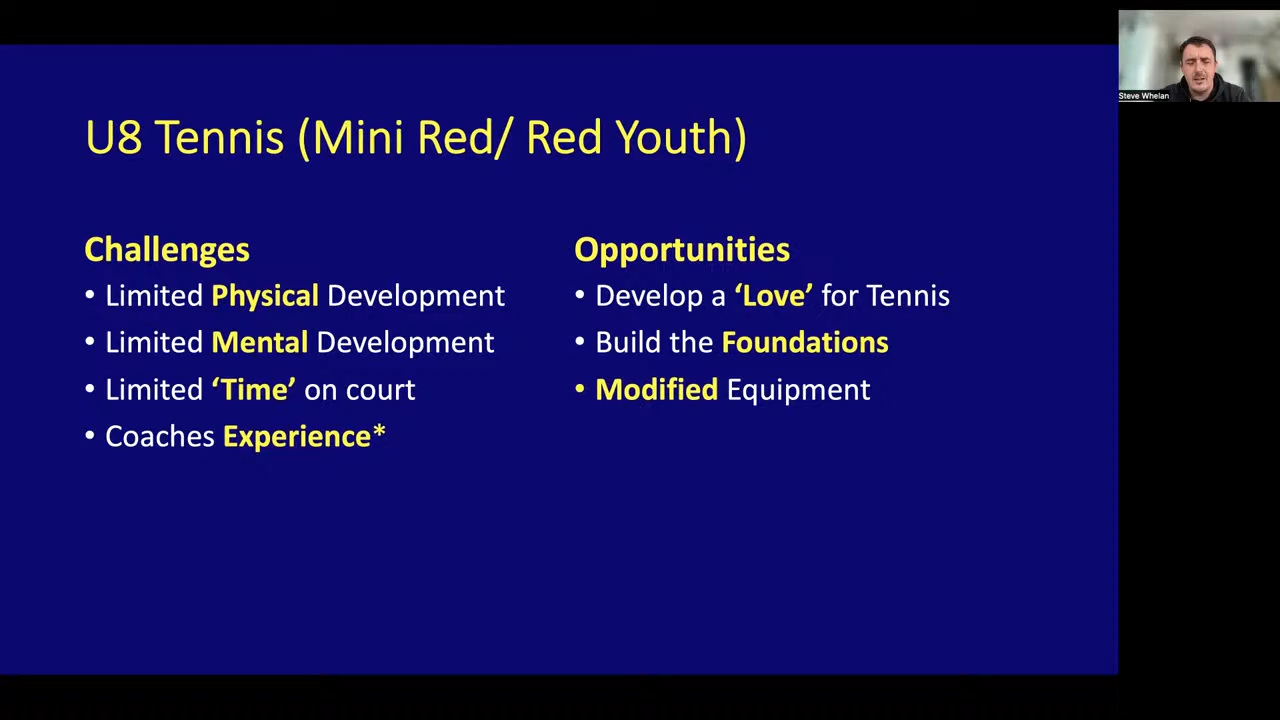 U8 Tennis (Mini Red/ Red Youth)
Challenges
• Limited Physical Development
• Limited Mental Development
• Limited ‘Time’ on court
• Coaches Experience*
Opportunities
• Develop a ‘Love’ for Tennis
• Build the Foundations
• Modified Equipment
Steve Whelan